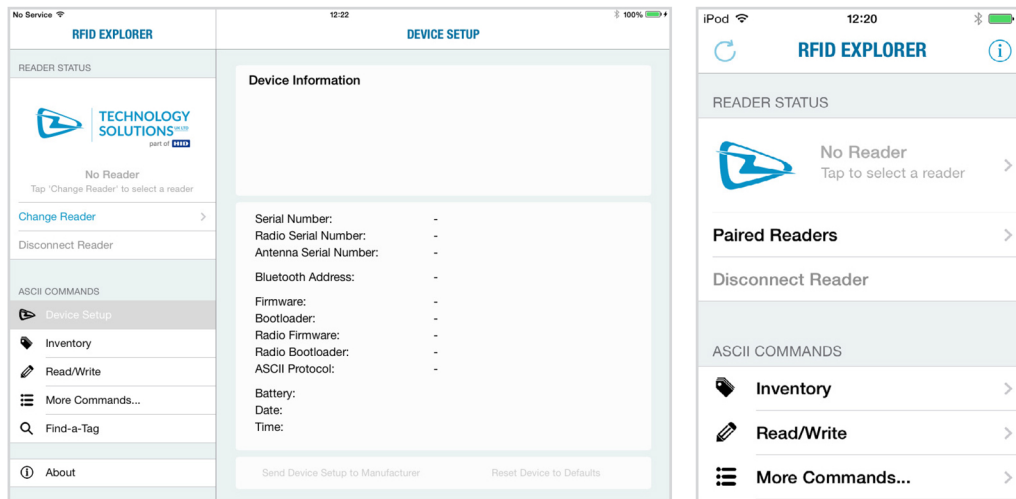 No Service 12:22 100%
RFID EXPLORER DEVICE SETUP
READER STATUS
TECHNOLOGY
SOLUTIONS UK LTD
part of HID
No Reader
Tap 'Change Reader' to select a reader
Change Reader
Disconnect Reader
ASCII COMMANDS
Device Setup
Inventory
Read/Write
More Commands...
Find-a-Tag
About
Device Information
Serial Number: -
Radio Serial Number: -
Antenna Serial Number: -
Bluetooth Address: -
Firmware: -
Bootloader: -
Radio Firmware: -
Radio Bootloader: -
ASCII Protocol: -
Battery:
Date:
Time:
Send Device Setup to Manufacturer Reset Device to Defaults
iPod 12:20
RFID EXPLORER
READER STATUS
No Reader
Tap to select a reader
Paired Readers
Disconnect Reader
ASCII COMMANDS
Inventory
Read/Write
More Commands...